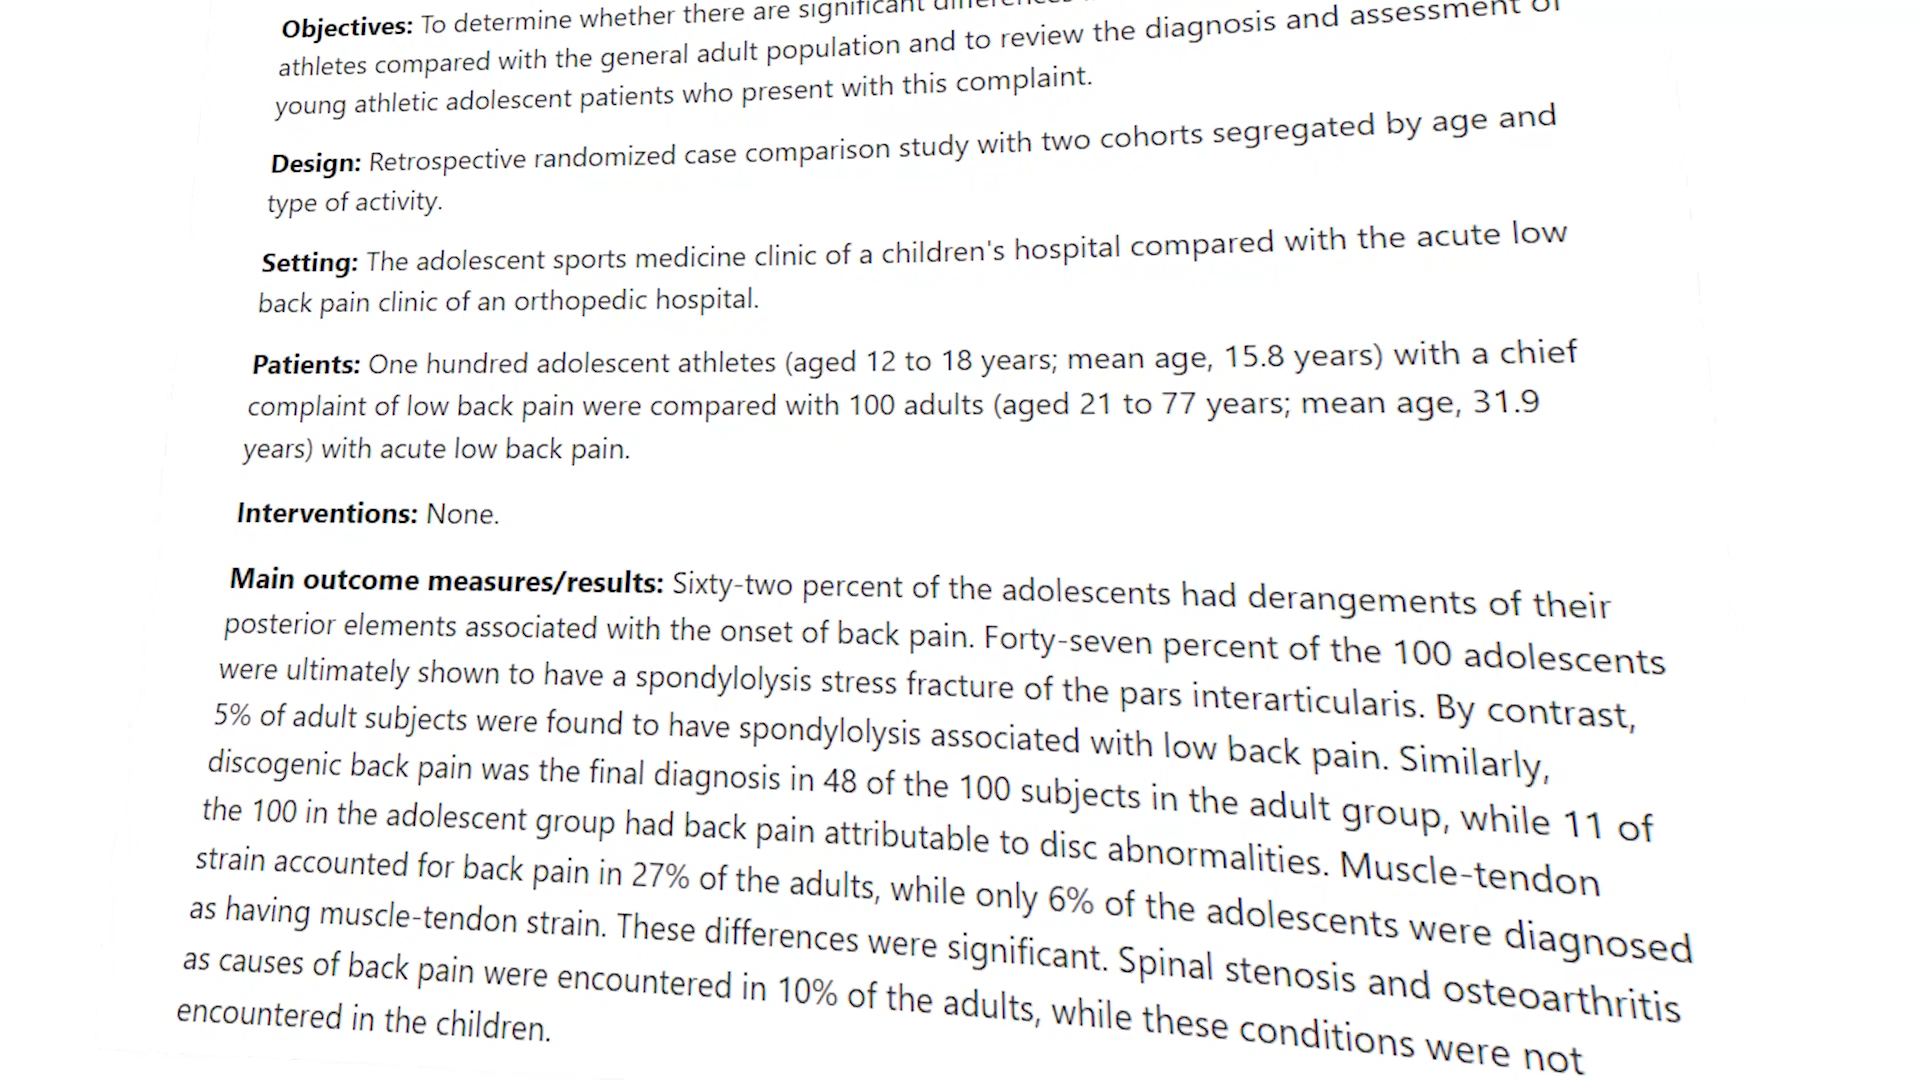 Objectives: To determine whether there are significant differences
athletes compared with the general adult population and to review the diagnosis and assessment of
young athletic adolescent patients who present with this complaint.
Design: Retrospective randomized case comparison study with two cohorts segregated by age and
type of activity.
Setting: The adolescent sports medicine clinic of a children's hospital compared with the acute low
back pain clinic of an orthopedic hospital.
Patients: One hundred adolescent athletes (aged 12 to 18 years; mean age, 15.8 years) with a chief
complaint of low back pain were compared with 100 adults (aged 21 to 77 years; mean age, 31.9
years) with acute low back pain.
Interventions: None.
Main outcome measures/results: Sixty-two percent of the adolescents had derangements of their
posterior elements associated with the onset of back pain. Forty-seven percent of the 100 adolescents
were ultimately shown to have a spondylolysis stress fracture of the pars interarticularis. By contrast,
5% of adult subjects were found to have spondylolysis associated with low back pain. Similarly,
discogenic back pain was the final diagnosis in 48 of the 100 subjects in the adult group, while 11 of
the 100 in the adolescent group had back pain attributable to disc abnormalities. Muscle-tendon
strain accounted for back pain in 27% of the adults, while only 6% of the adolescents were diagnosed
as having muscle-tendon strain. These differences were significant. Spinal stenosis and osteoarthritis
as causes of back pain were encountered in 10% of the adults, while these conditions were not
encountered in the children.